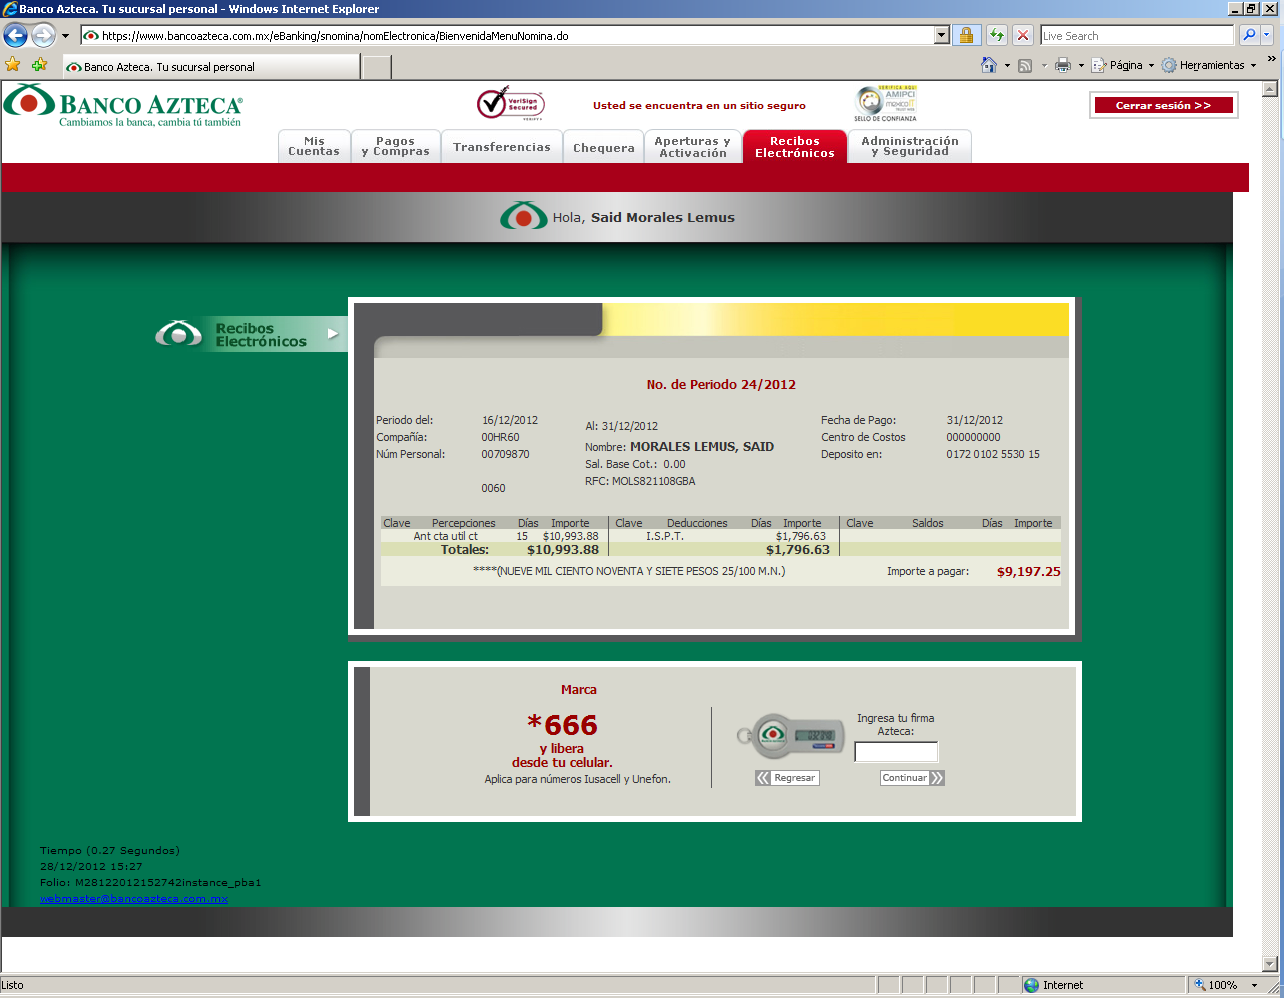 Banco Azteca. Tu sucursal personal - Windows Internet Explorer
https://www.bancoazteca.com.mx/eBanking/snomina/nomElectronica/BienvenidaMenuNomina.do
Live Search
Banco Azteca. Tu sucursal personal
Página
Herramientas
BANCO AZTECA
Cambiamos la banca, cambia tú también
VeriSign Secured
VERIFY
Usted se encuentra en un sitio seguro
VERIFICA AQUI
AMIPCI
SELLO DE CONFIANZA
Cerrar sesión >>
Mis Cuentas
Pagos y Compras
Transferencias
Chequera
Aperturas y Activación
Recibos Electrónicos
Administración y Seguridad
Hola, Said Morales Lemus
Recibos
Electrónicos
No. de Periodo 24/2012
Periodo del: 16/12/2012 Al: 31/12/2012 Fecha de Pago: 31/12/2012
Compañía: 00HR60 Nombre: MORALES LEMUS, SAID Centro de Costos 000000000
Núm Personal: 00709870 Sal. Base Cot.: 0.00 Deposito en: 0172 0102 5530 15
0060 RFC: MOLS821108GBA
Clave Percepciones Días Importe Clave Deducciones Días Importe Clave Saldos Días Importe
Ant cta util ct 15 $10,993.88 I.S.P.T. $1,796.63
Totales: $10,993.88 $1,796.63
****(NUEVE MIL CIENTO NOVENTA Y SIETE PESOS 25/100 M.N.) Importe a pagar: $9,197.25
Marca
*666
y libera
desde tu celular.
Aplica para números Iusacell y Unefon.
Ingresa tu firma
Azteca:
Regresar
Continuar
Tiempo (0.27 Segundos)
28/12/2012 15:27
Folio: M28122012152742instance_pba1
webmaster@bancoazteca.com.mx
Listo
Internet
100%